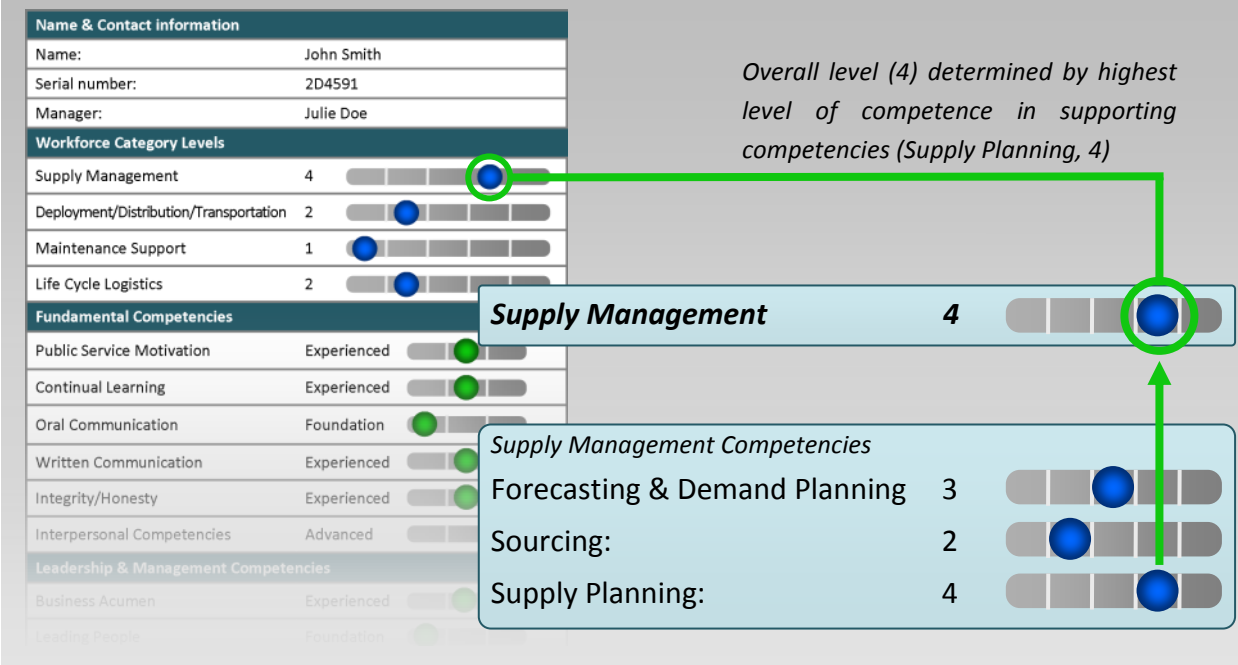 Name & Contact information
Name: John Smith
Serial number: 2D4591
Manager: Julie Doe
Workforce Category Levels
Supply Management 4
Deployment/Distribution/Transportation 2
Maintenance Support 1
Life Cycle Logistics 2
Fundamental Competencies
Public Service Motivation Experienced
Continual Learning Experienced
Oral Communication Foundation
Written Communication Experienced
Integrity/Honesty Experienced
Interpersonal Competencies Advanced
Leadership & Management Competencies
Business Acumen Experienced
Leading People Foundation
Overall level (4) determined by highest
level of competence in supporting
competencies (Supply Planning, 4)
Supply Management 4
Supply Management Competencies
Forecasting & Demand Planning 3
Sourcing: 2
Supply Planning: 4